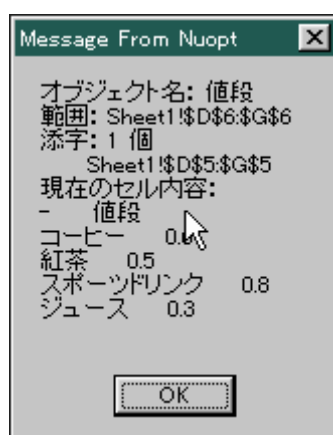 Message From Nuopt
オブジェクト名: 値段
範囲: Sheet1!$D$6:$G$6
添字: 1 個
Sheet1!$D$5:$G$5
現在のセル内容:
- 値段
コーヒー
紅茶 0.5
スポーツドリンク 0.8
ジュース 0.3
OK